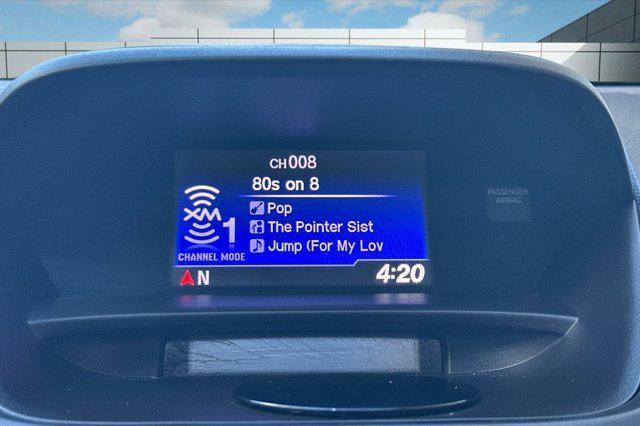 CH008
80s on 8
Pop
XM 1
The Pointer Sist
Jump (For My Lov
CHANNEL MODE
N
4:20
PASSENGER
AIRBAG